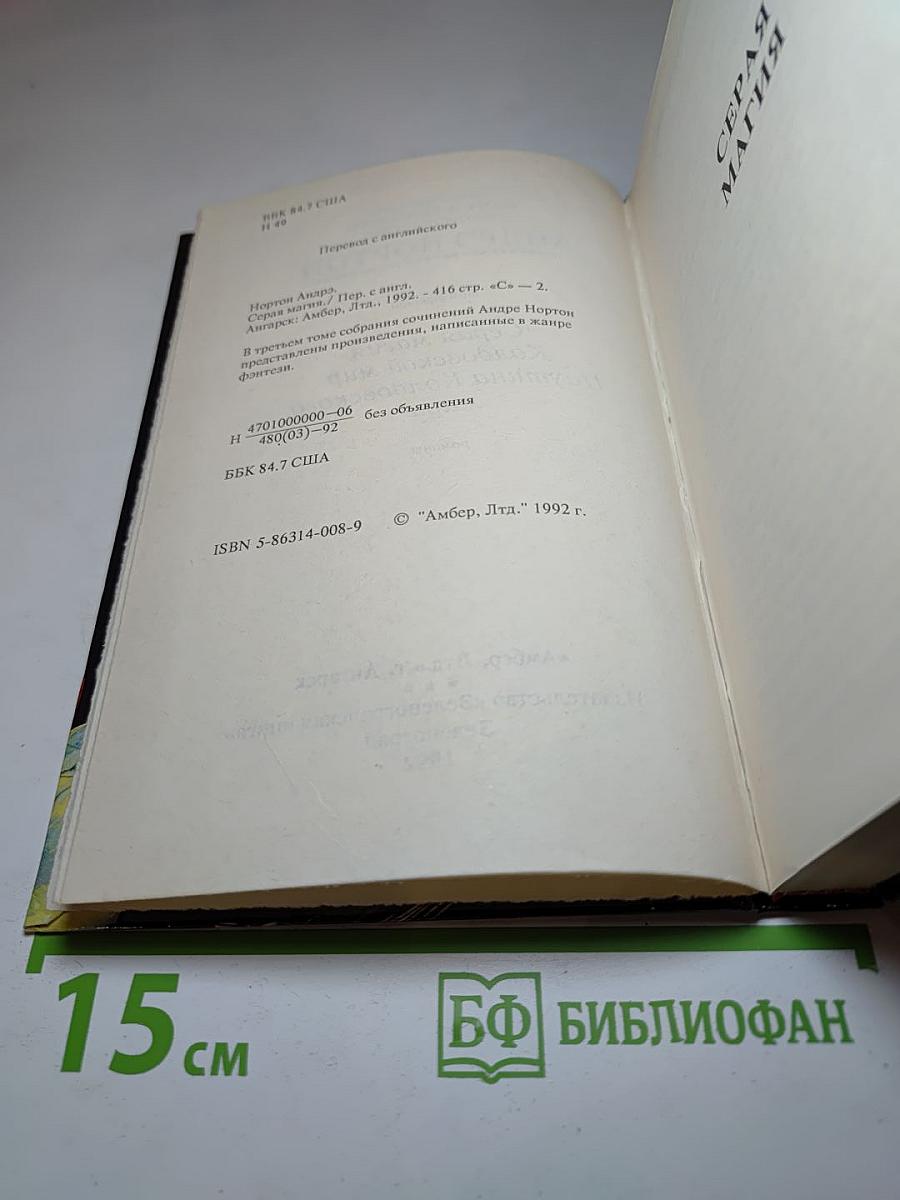 ББК 84.7 США
Н 49
Перевод с английского
Нортон Андрэ.
Серая магия./ Пер. с англ.
Ангарск: Амбер, Лтд., 1992. - 416 стр. «С» — 2.
В третьем томе собрания сочинений Андре Нортон
представлены произведения, написанные в жанре
фэнтези.
Н 4701000000—06
480(03)—92 без объявления
ББК 84.7 США
ISBN 5-86314-008-9 © "Амбер, Лтд." 1992 г.
СЕРАЯ
МАГИЯ
15 см
БФ БИБЛИОФАН